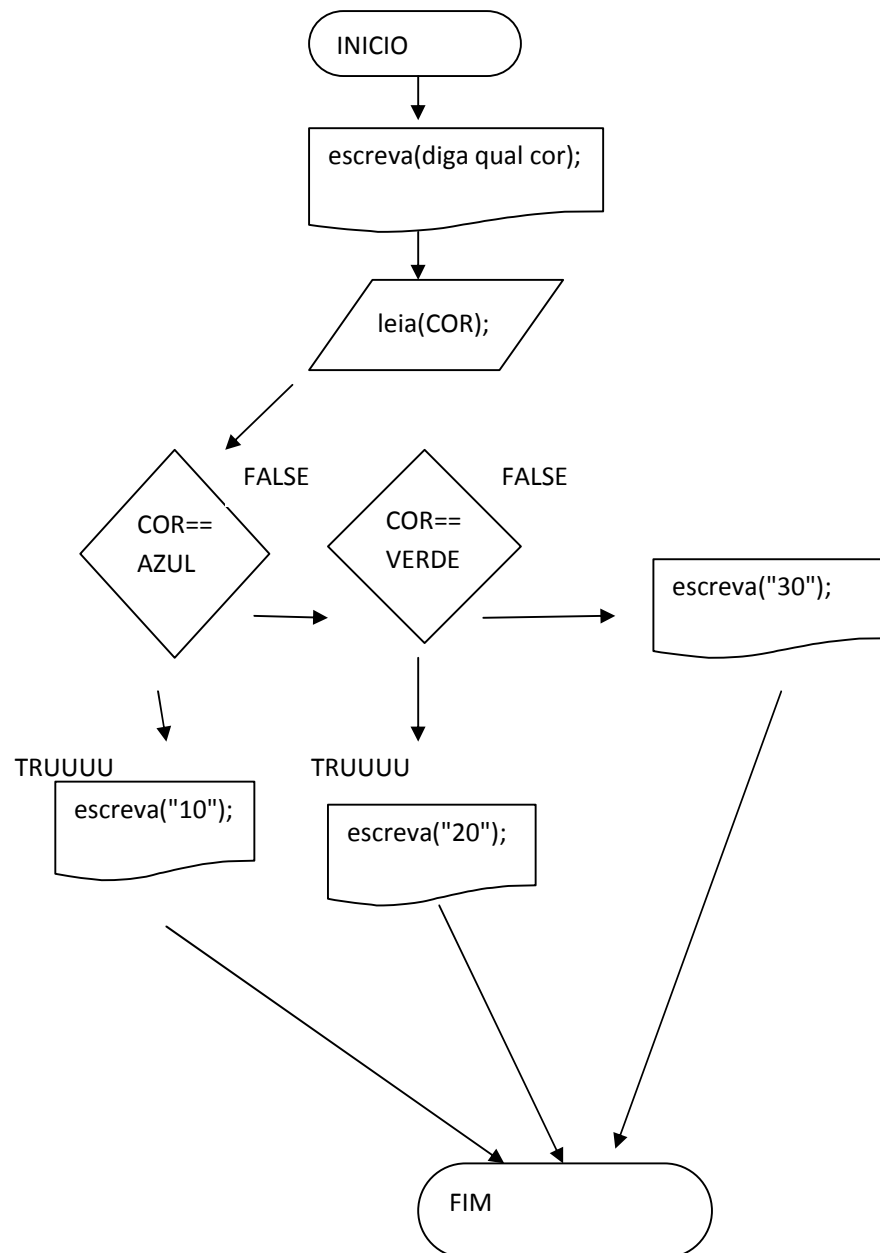 INICIO
escreva(diga qual cor);
leia(COR);
FALSE
FALSE
COR==
AZUL
COR==
VERDE
escreva("30");
TRUUUU
TRUUUU
escreva("10");
escreva("20");
FIM